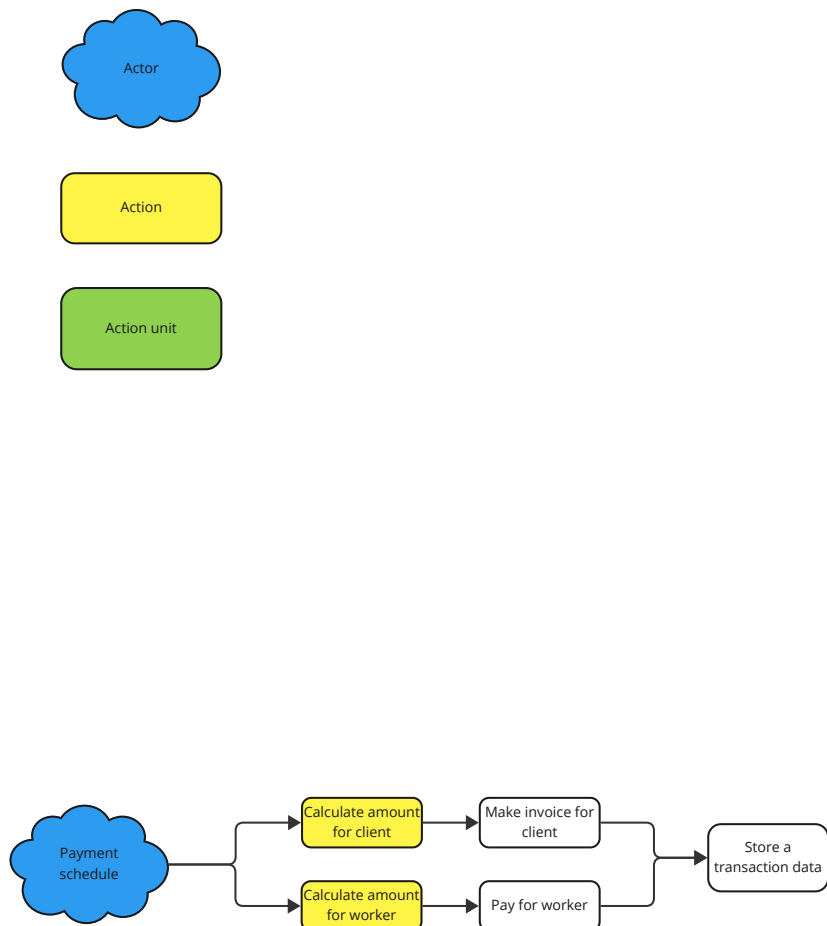 Actor
Action
Action unit
Calculate amount
for client
Make invoice for
client
Payment
schedule
Store a
transaction data
Calculate amount
for worker
Pay for worker